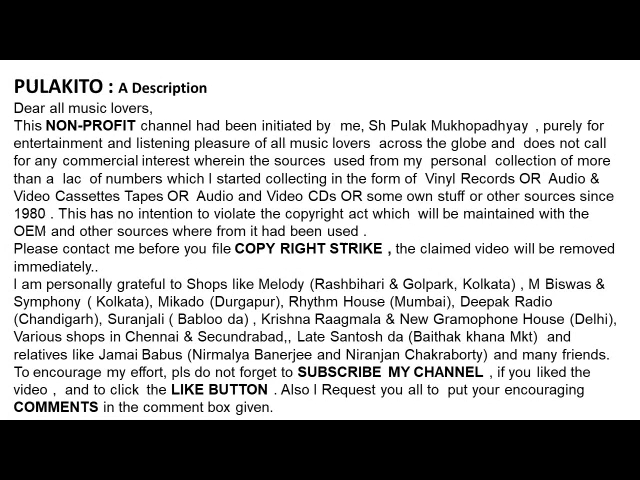 PULAKITO : A Description
Dear all music lovers,
This NON-PROFIT channel had been initiated by me, Sh Pulak Mukhopadhyay , purely for
entertainment and listening pleasure of all music lovers across the globe and does not call
for any commercial interest wherein the sources used from my personal collection of more
than a lac of numbers which I started collecting in the form of Vinyl Records OR Audio &
Video Cassettes Tapes OR Audio and Video CDs OR some own stuff or other sources since
1980 . This has no intention to violate the copyright act which will be maintained with the
OEM and other sources where from it had been used .
Please contact me before you file COPY RIGHT STRIKE , the claimed video will be removed
immediately..
I am personally grateful to Shops like Melody (Rashbihari & Golpark, Kolkata) , M Biswas &
Symphony ( Kolkata), Mikado (Durgapur), Rhythm House (Mumbai), Deepak Radio
(Chandigarh), Suranjali ( Babloo da) , Krishna Raagmala & New Gramophone House (Delhi),
Various shops in Chennai & Secundrabad,, Late Santosh da (Baithak khana Mkt) and
relatives like Jamai Babus (Nirmalya Banerjee and Niranjan Chakraborty) and many friends.
To encourage my effort, pls do not forget to SUBSCRIBE MY CHANNEL , if you liked the
video , and to click the LIKE BUTTON . Also I Request you all to put your encouraging
COMMENTS in the comment box given.